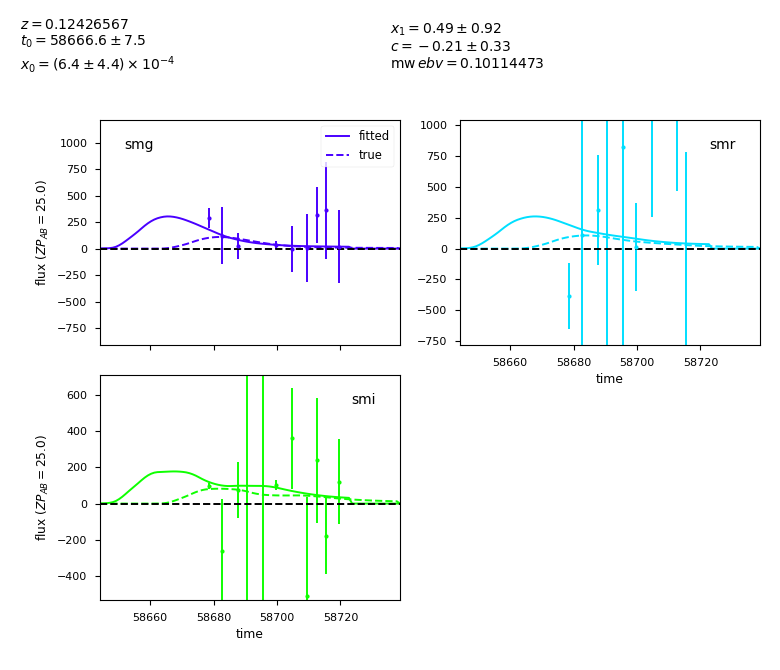 z = 0.12426567
t₀ = 58666.6 ± 7.5
x₀ = (6.4 ± 4.4) × 10⁻⁴
x₁ = 0.49 ± 0.92
c = −0.21 ± 0.33
mw ebv = 0.10114473
smg
fitted
true
1000
750
500
250
0
−250
−500
−750
flux (ZP_AB = 25.0)
smr
1000
750
500
250
0
−250
−500
−750
58660 58680 58700 58720
time
smi
600
400
200
0
−200
−400
flux (ZP_AB = 25.0)
58660 58680 58700 58720
time